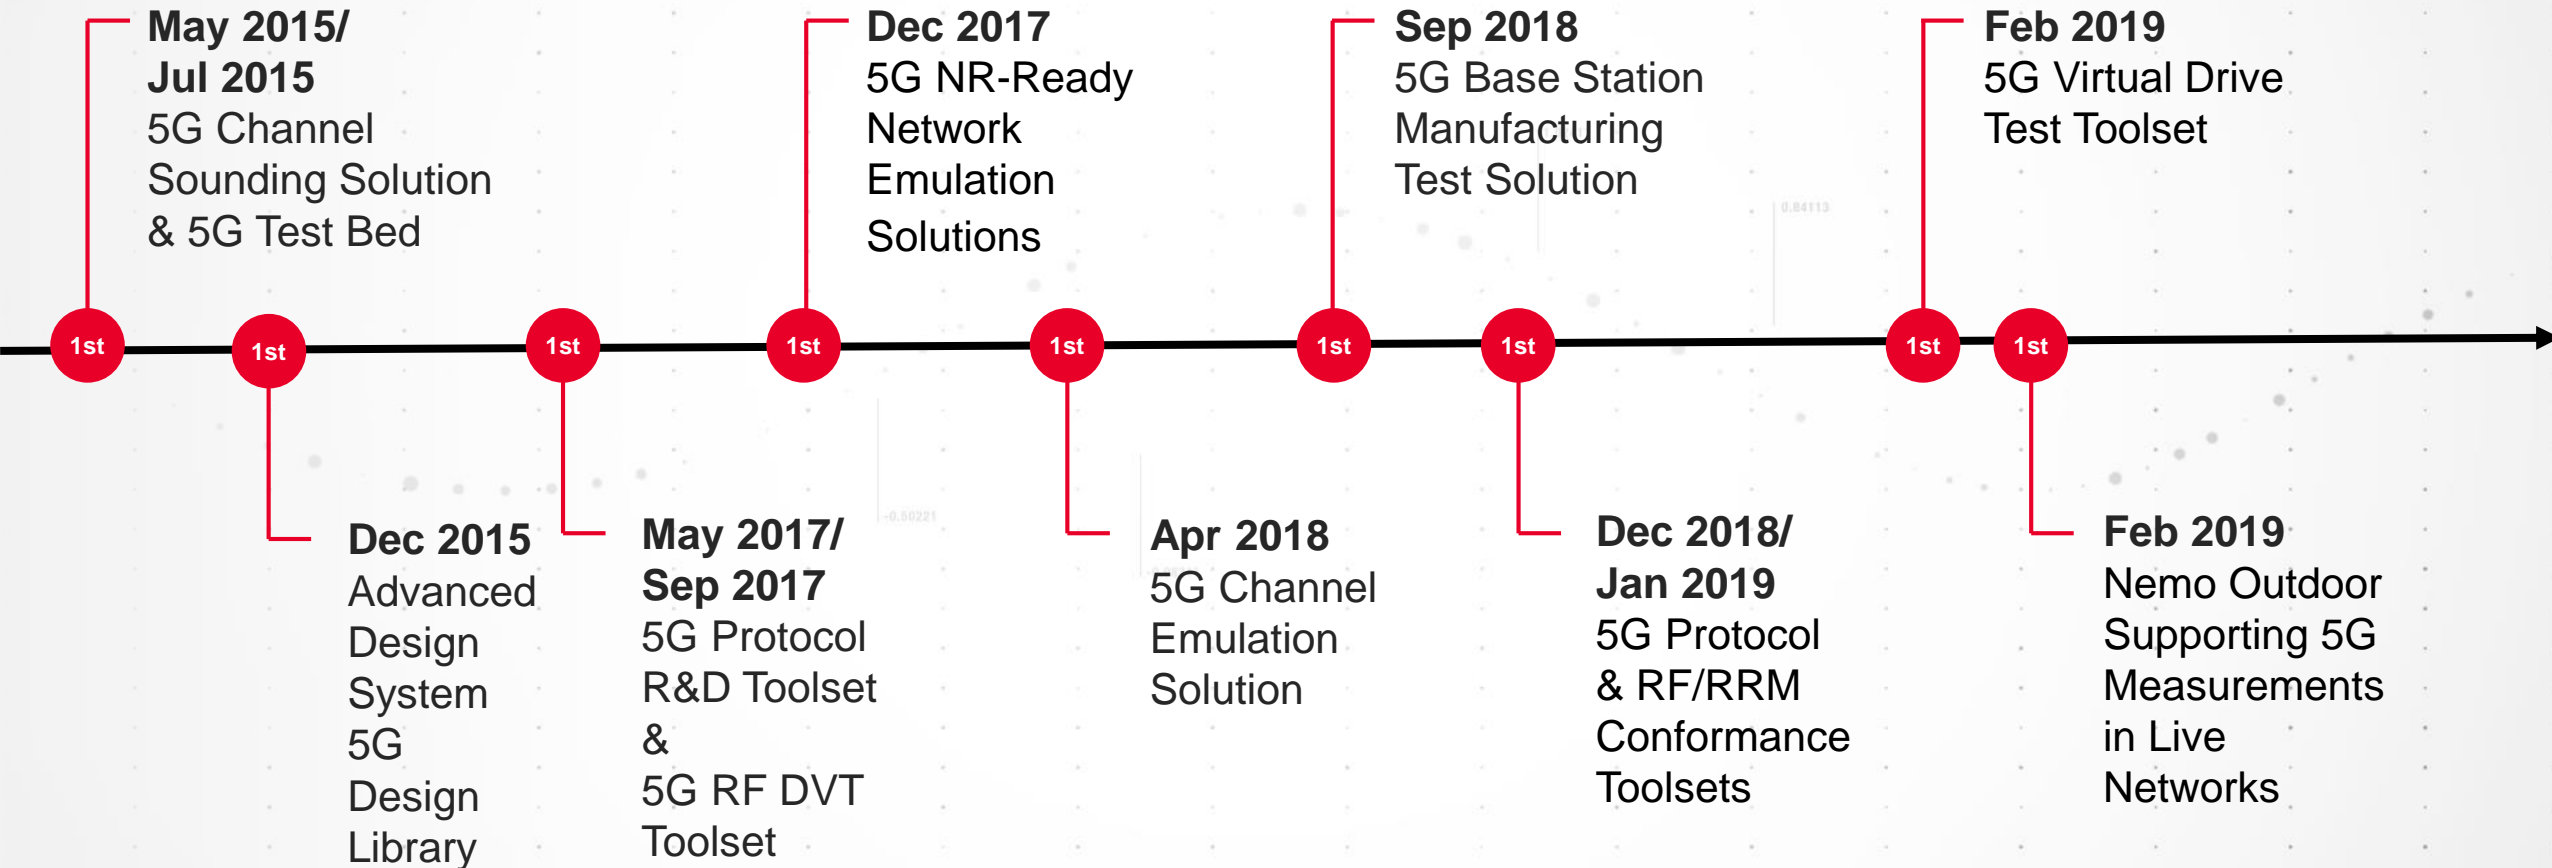 May 2015/
Jul 2015
5G Channel
Sounding Solution
& 5G Test Bed
Dec 2017
5G NR-Ready
Network
Emulation
Solutions
Sep 2018
5G Base Station
Manufacturing
Test Solution
Feb 2019
5G Virtual Drive
Test Toolset
0.84113
1st
1st
1st
1st
1st
1st
1st
1st
1st
-0.50221
Dec 2015
Advanced
Design
System
5G
Design
Library
May 2017/
Sep 2017
5G Protocol
R&D Toolset
&
5G RF DVT
Toolset
Apr 2018
5G Channel
Emulation
Solution
Dec 2018/
Jan 2019
5G Protocol
& RF/RRM
Conformance
Toolsets
Feb 2019
Nemo Outdoor
Supporting 5G
Measurements
in Live
Networks